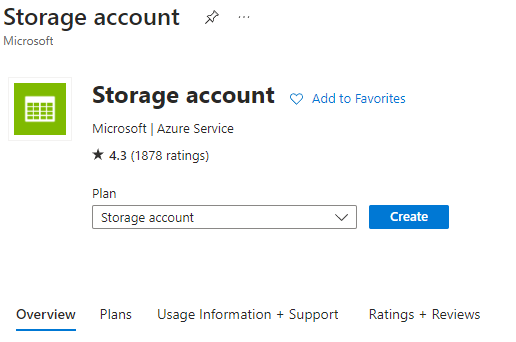 Storage account
Microsoft
Storage account Add to Favorites
Microsoft | Azure Service
★ 4.3 (1878 ratings)
Plan
Storage account Create
Overview Plans Usage Information + Support Ratings + Reviews